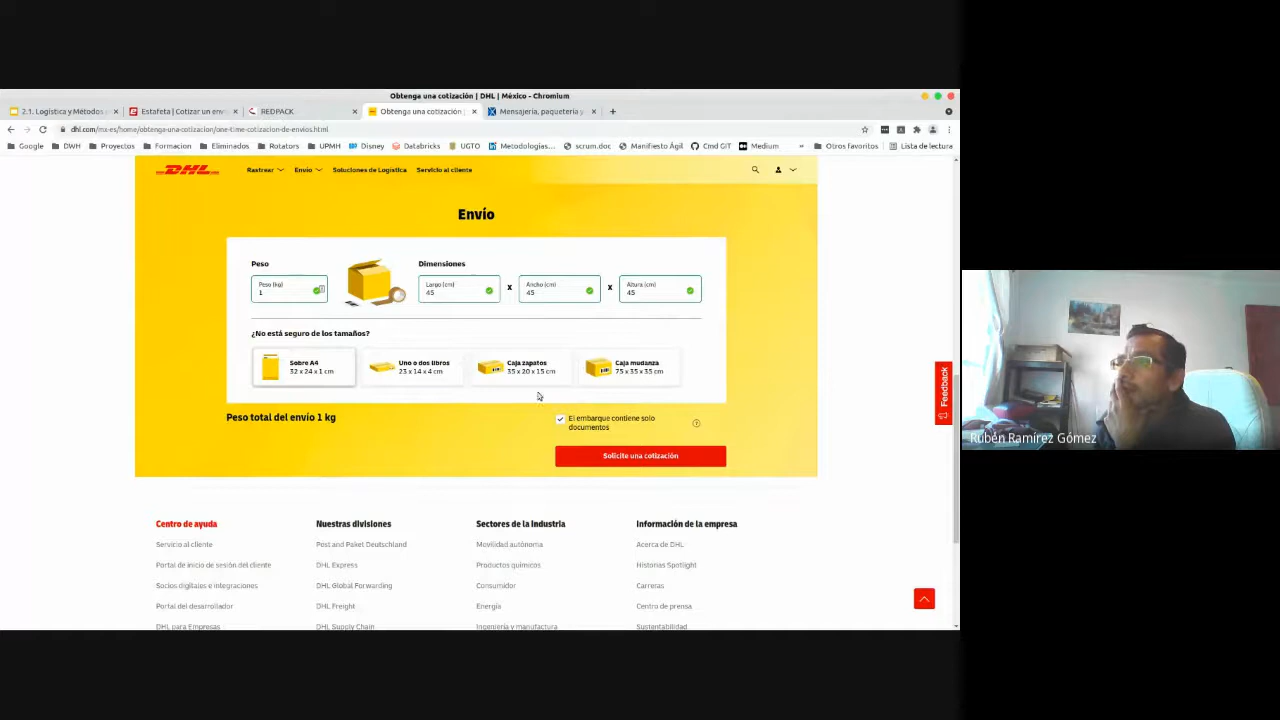 Obtenga una cotización | DHL | México - Chromium
2.1. Logística y Métodos
Estafeta | Cotizar un env
REDPACK
Obtenga una cotización
Mensajería, paquetería y
dhl.com/mx-es/home/obtenga-una-cotizacion/one-time-cotizacion-de-envios.html
Google
DWH
Proyectos
Formacion
Eliminados
Rotators
UPMH
Disney
Databricks
UGTO
Metodologías...
scrum.doc
Manifiesto Ágil
Cmd GIT
Medium
»
Otros favoritos
Lista de lectura
DHL
Rastrear
Envío
Soluciones de Logística
Servicio al cliente
Envío
Peso
Dimensiones
Peso (kg)
1
Largo (cm)
45
x
Ancho (cm)
45
x
Altura (cm)
45
¿No está seguro de los tamaños?
Sobre A4
32 x 24 x 1 cm
Uno o dos libros
23 x 14 x 4 cm
Caja zapatos
35 x 20 x 15 cm
Caja mudanza
75 x 35 x 35 cm
Peso total del envío 1 kg
El embarque contiene solo
documentos
Solicite una cotización
Feedback
Rubén Ramírez Gómez
Centro de ayuda
Nuestras divisiones
Sectores de la Industria
Información de la empresa
Servicio al cliente
Post and Paket Deutschland
Movilidad autónoma
Acerca de DHL
Portal de inicio de sesión del cliente
DHL Express
Productos químicos
Historias Spotlight
Socios digitales e integraciones
DHL Global Forwarding
Consumidor
Carreras
Portal del desarrollador
DHL Freight
Energía
Centro de prensa
DHL para Empresas
DHL Supply Chain
Ingeniería y manufactura
Sustentabilidad